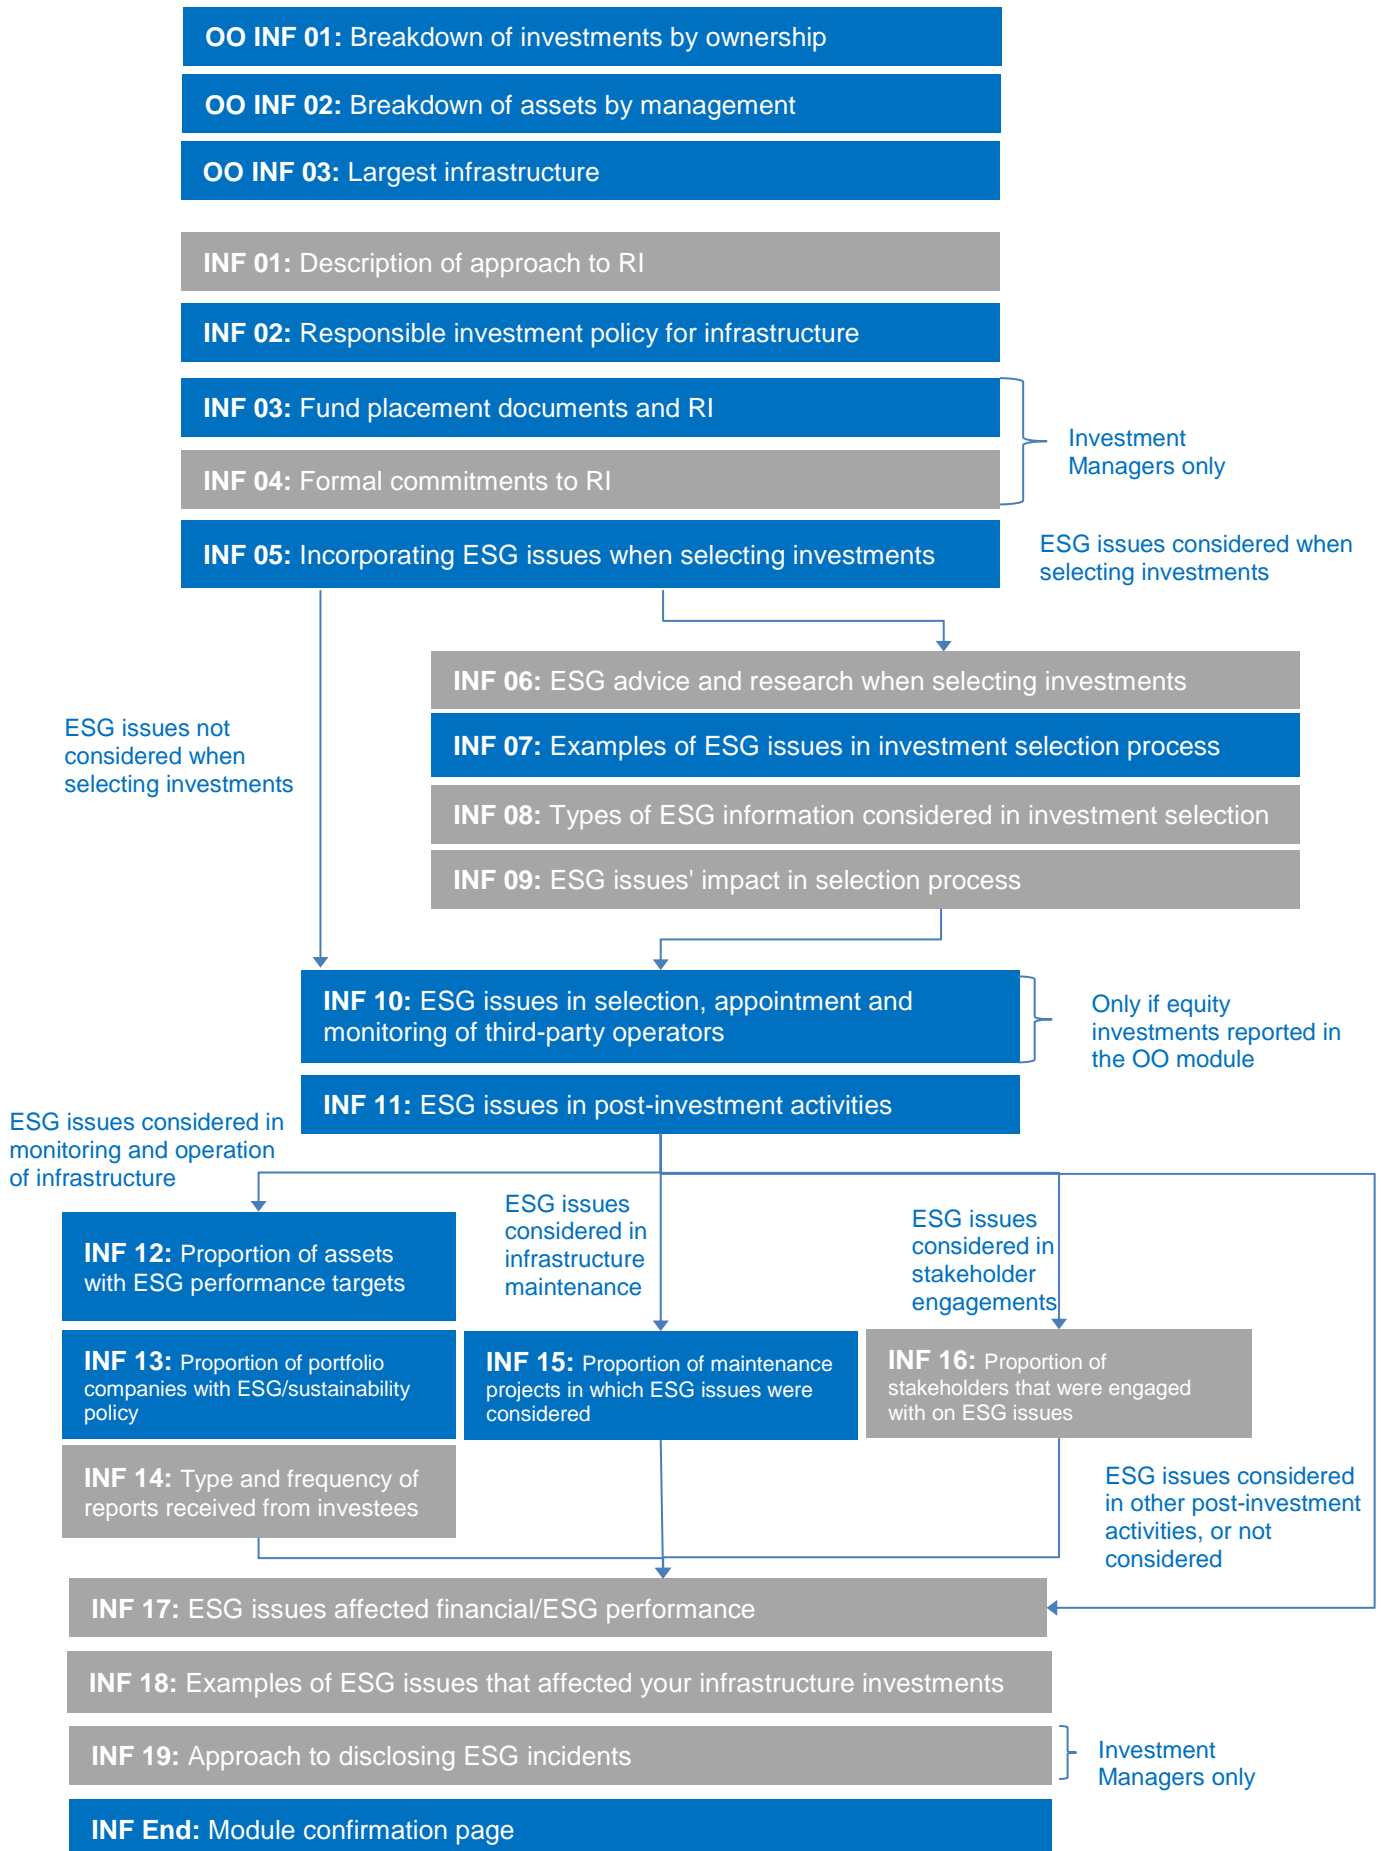 OO INF 01: Breakdown of investments by ownership
OO INF 02: Breakdown of assets by management
OO INF 03: Largest infrastructure
INF 01: Description of approach to RI
INF 02: Responsible investment policy for infrastructure
INF 03: Fund placement documents and RI
Investment
Managers only
INF 04: Formal commitments to RI
INF 05: Incorporating ESG issues when selecting investments
ESG issues considered when
selecting investments
INF 06: ESG advice and research when selecting investments
ESG issues not
considered when
selecting investments
INF 07: Examples of ESG issues in investment selection process
INF 08: Types of ESG information considered in investment selection
INF 09: ESG issues' impact in selection process
INF 10: ESG issues in selection, appointment and
monitoring of third-party operators
Only if equity
investments reported in
the OO module
INF 11: ESG issues in post-investment activities
ESG issues considered in
monitoring and operation
of infrastructure
ESG issues
considered in
infrastructure
maintenance
ESG issues
considered in
stakeholder
engagements
INF 12: Proportion of assets
with ESG performance targets
INF 13: Proportion of portfolio
companies with ESG/sustainability
policy
INF 15: Proportion of maintenance
projects in which ESG issues were
considered
INF 16: Proportion of
stakeholders that were engaged
with on ESG issues
INF 14: Type and frequency of
reports received from investees
ESG issues considered
in other post-investment
activities, or not
considered
INF 17: ESG issues affected financial/ESG performance
INF 18: Examples of ESG issues that affected your infrastructure investments
INF 19: Approach to disclosing ESG incidents
Investment
Managers only
INF End: Module confirmation page